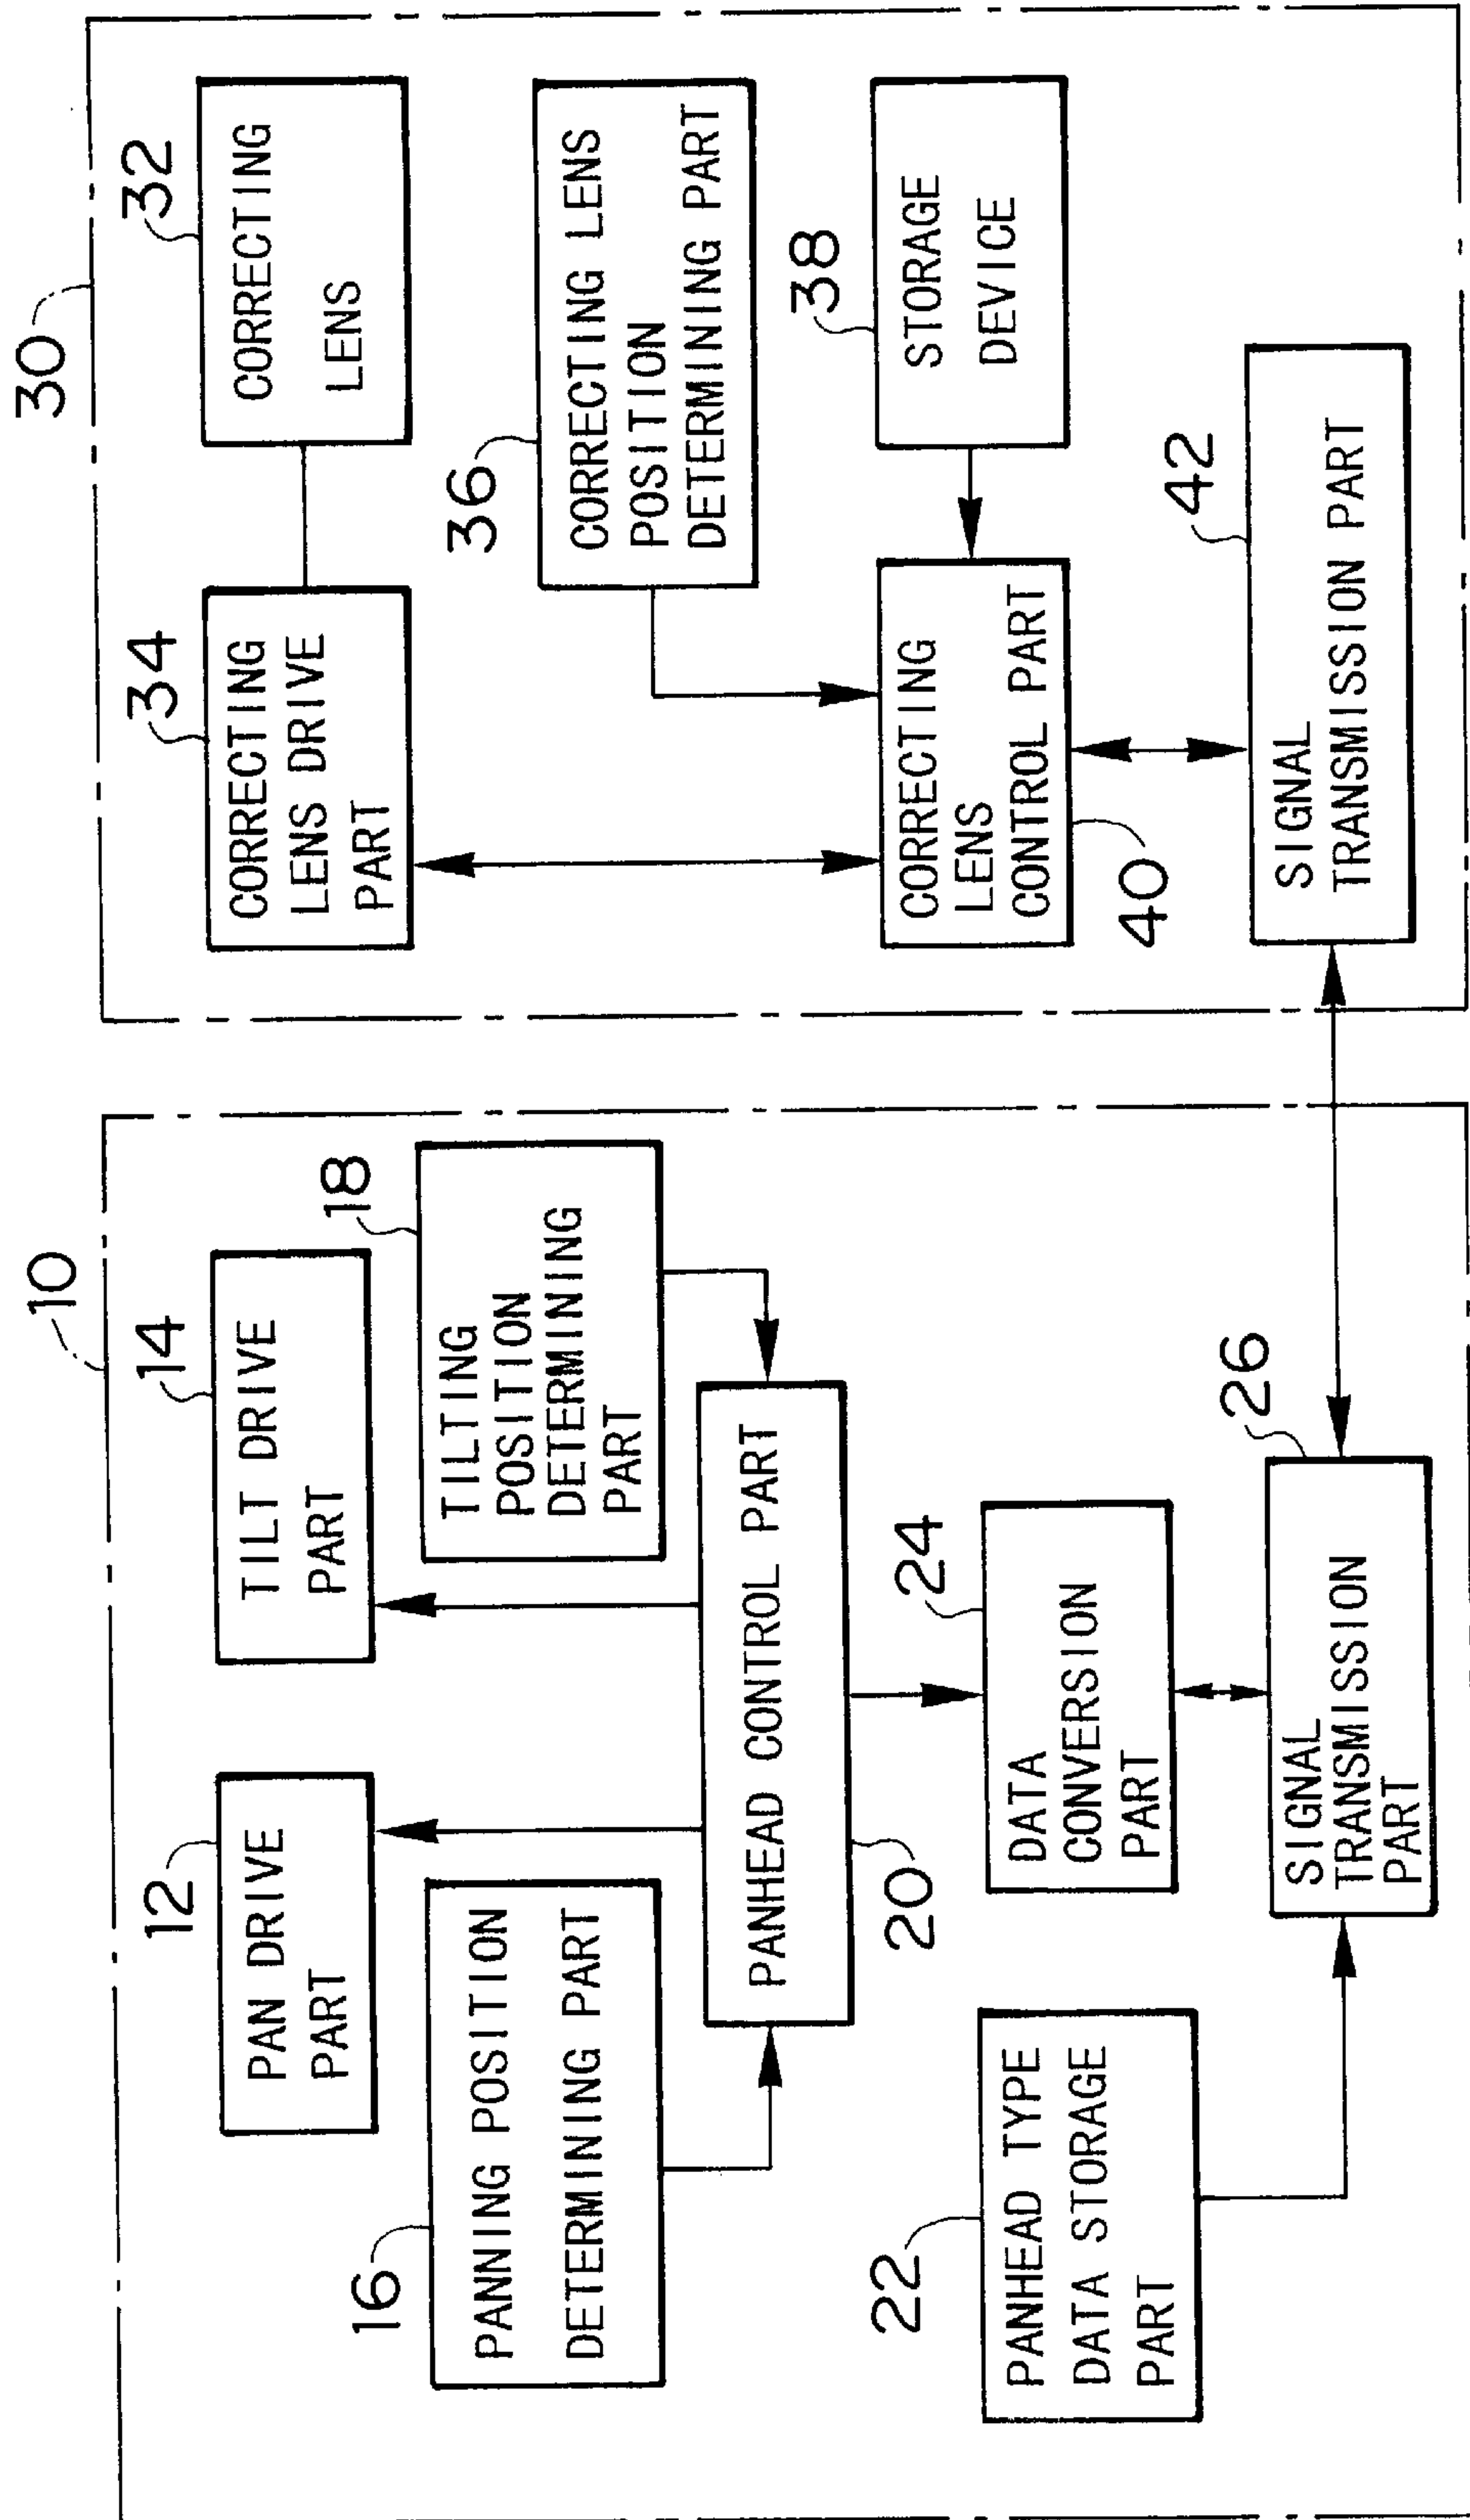 10
12
PAN DRIVE
PART
14
TILT DRIVE
PART
16
PANNING POSITION
DETERMINING PART
18
TILTING
POSITION
DETERMINING
PART
PANHEAD CONTROL PART
20
22
PANHEAD TYPE
DATA STORAGE
PART
24
DATA
CONVERSION
PART
26
SIGNAL
TRANSMISSION
PART
30
34
CORRECTING
LENS DRIVE
PART
32
CORRECTING
LENS
36
CORRECTING LENS
POSITION
DETERMINING PART
38
STORAGE
DEVICE
CORRECTING
LENS
CONTROL PART
40
42
SIGNAL
TRANSMISSION PART